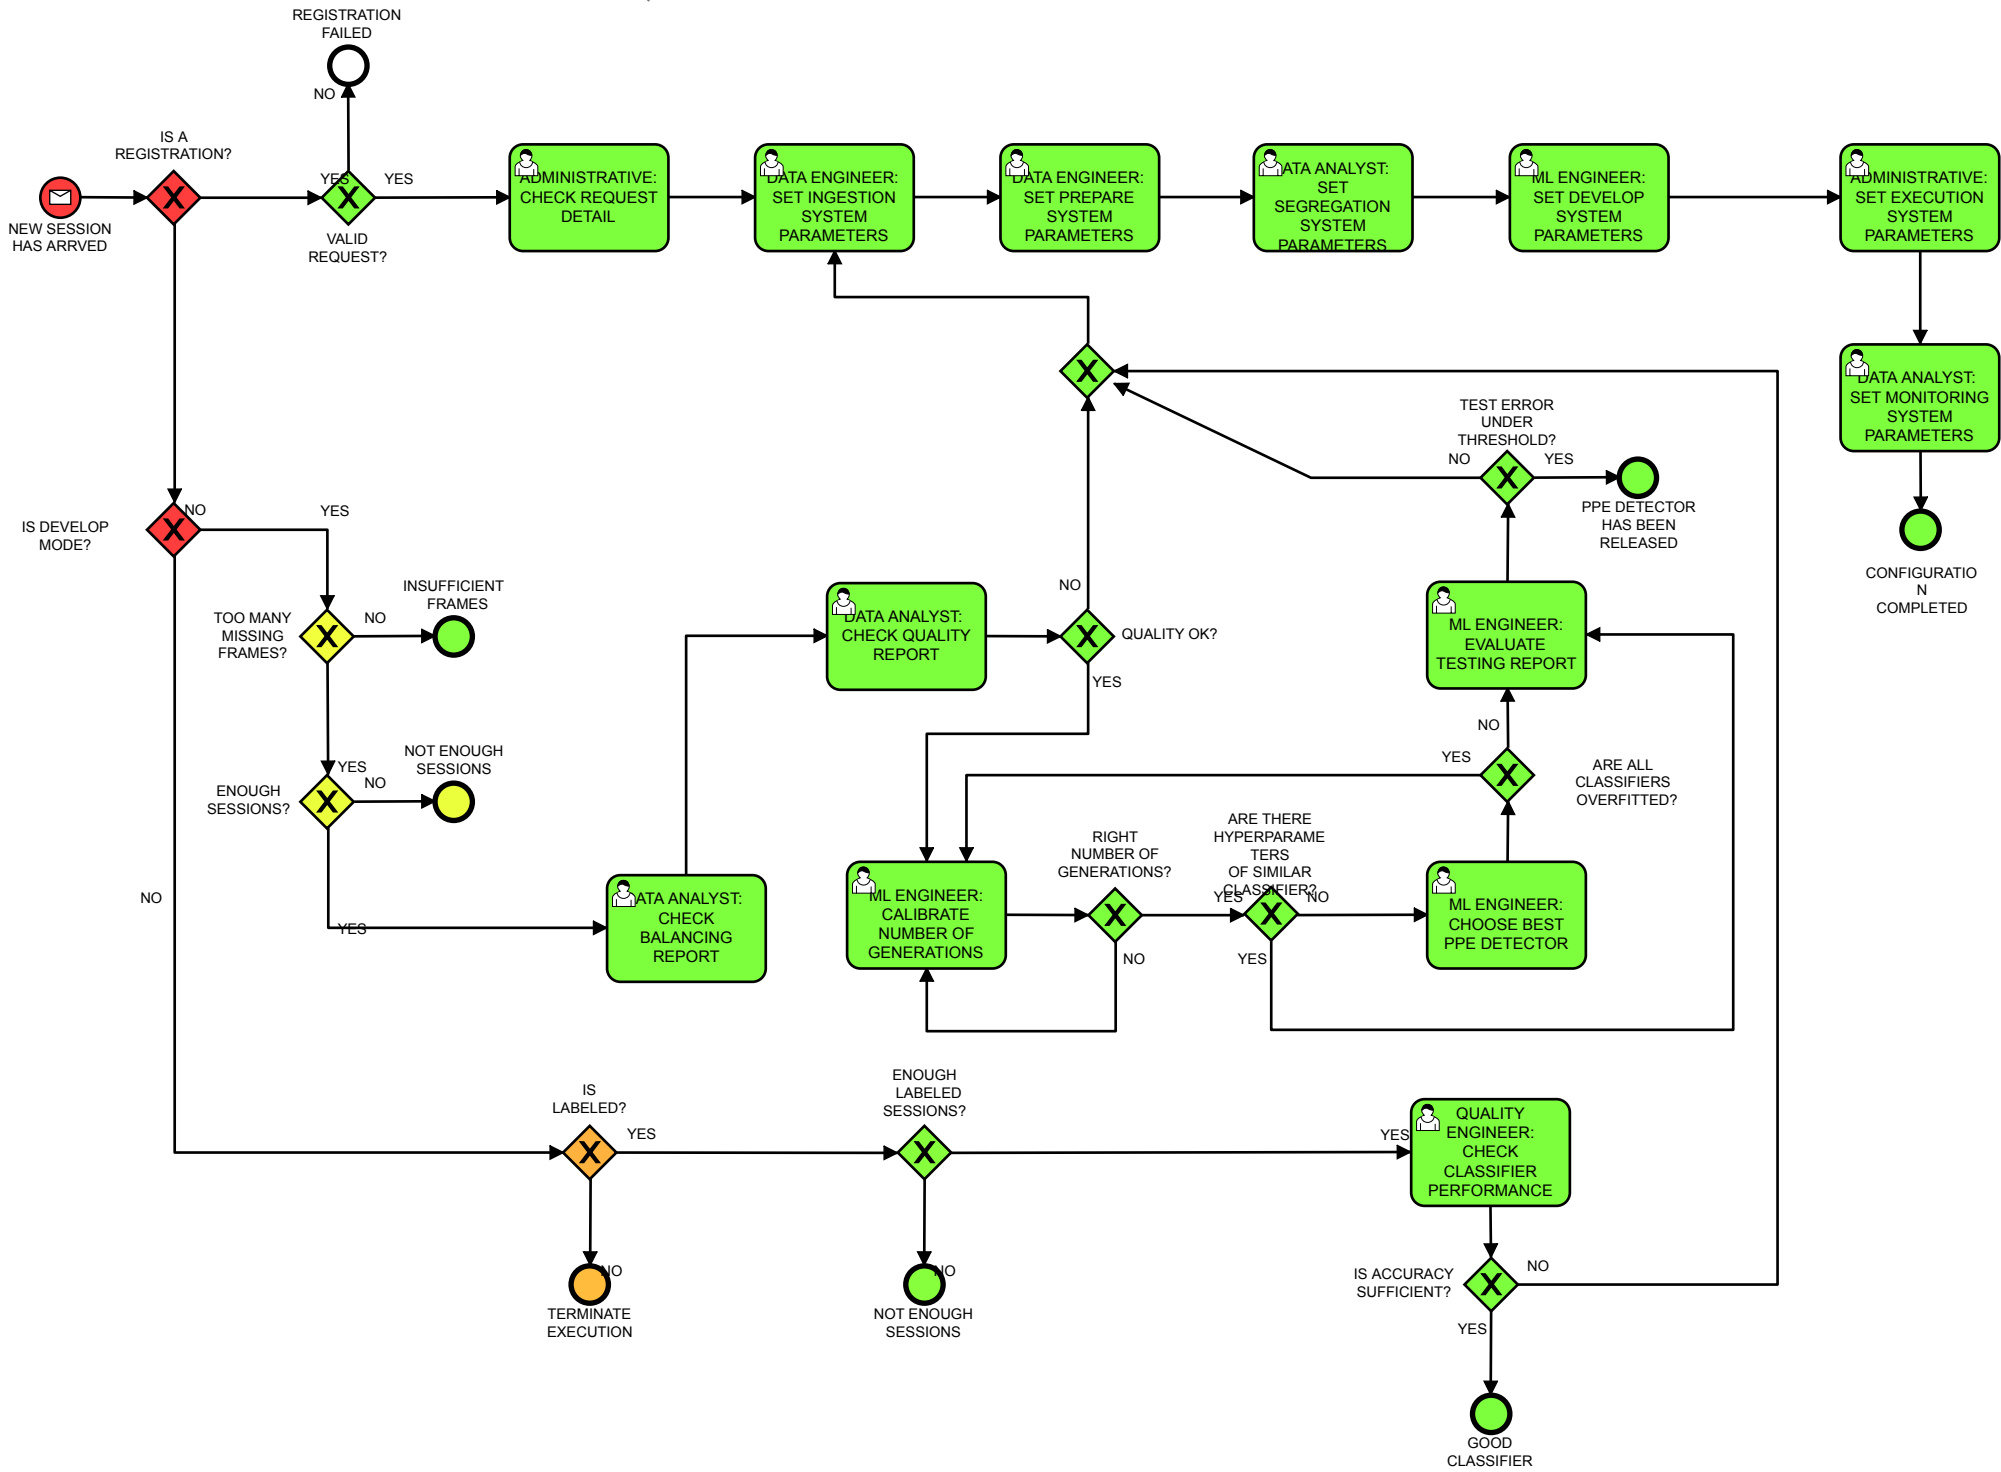 REGISTRATION
FAILED
NO
IS A
REGISTRATION?
YES
YES
VALID
REQUEST?
NEW SESSION
HAS ARRVED
ADMINISTRATIVE:
CHECK REQUEST
DETAIL
DATA ENGINEER:
SET INGESTION
SYSTEM
PARAMETERS
DATA ENGINEER:
SET PREPARE
SYSTEM
PARAMETERS
DATA ANALYST:
SET
SEGREGATION
SYSTEM
PARAMETERS
ML ENGINEER:
SET DEVELOP
SYSTEM
PARAMETERS
ADMINISTRATIVE:
SET EXECUTION
SYSTEM
PARAMETERS
DATA ANALYST:
SET MONITORING
SYSTEM
PARAMETERS
CONFIGURATIO
N
COMPLETED
TEST ERROR
UNDER
THRESHOLD?
NO
YES
PPE DETECTOR
HAS BEEN
RELEASED
NO
YES
IS DEVELOP
MODE?
INSUFFICIENT
FRAMES
TOO MANY
MISSING
FRAMES?
NO
NOT ENOUGH
SESSIONS
YES
NO
ENOUGH
SESSIONS?
YES
NO
DATA ANALYST:
CHECK
BALANCING
REPORT
DATA ANALYST:
CHECK QUALITY
REPORT
NO
QUALITY OK?
YES
ML ENGINEER:
EVALUATE
TESTING REPORT
NO
YES
ARE ALL
CLASSIFIERS
OVERFITTED?
ML ENGINEER:
CALIBRATE
NUMBER OF
GENERATIONS
RIGHT
NUMBER OF
GENERATIONS?
NO
YES
ARE THERE
HYPERPARAME
TERS
OF SIMILAR
CLASSIFIER?
NO
YES
ML ENGINEER:
CHOOSE BEST
PPE DETECTOR
IS
LABELED?
YES
NO
TERMINATE
EXECUTION
ENOUGH
LABELED
SESSIONS?
YES
NO
NOT ENOUGH
SESSIONS
QUALITY
ENGINEER:
CHECK
CLASSIFIER
PERFORMANCE
IS ACCURACY
SUFFICIENT?
NO
YES
GOOD
CLASSIFIER